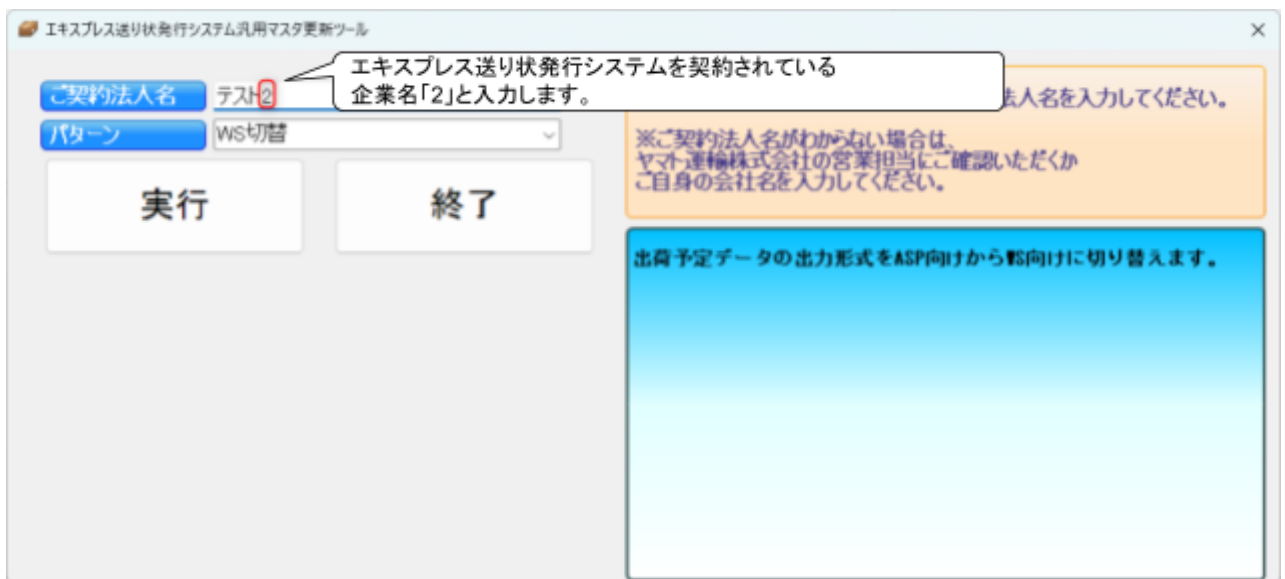 エキスプレス送り状発行システム汎用マスタ更新ツール
エキスプレス送り状発行システムを契約されている
企業名「2」と入力します。
ご契約法人名
テスト2
パターン
WS切替
実行
終了
法人名を入力してください。
※ご契約法人名がわからない場合は、
ヤマト運輸株式会社の営業担当にご確認いただくか
ご自身の会社名を入力してください。
出荷予定データの出力形式をASP向けからWS向けに切り替えます。